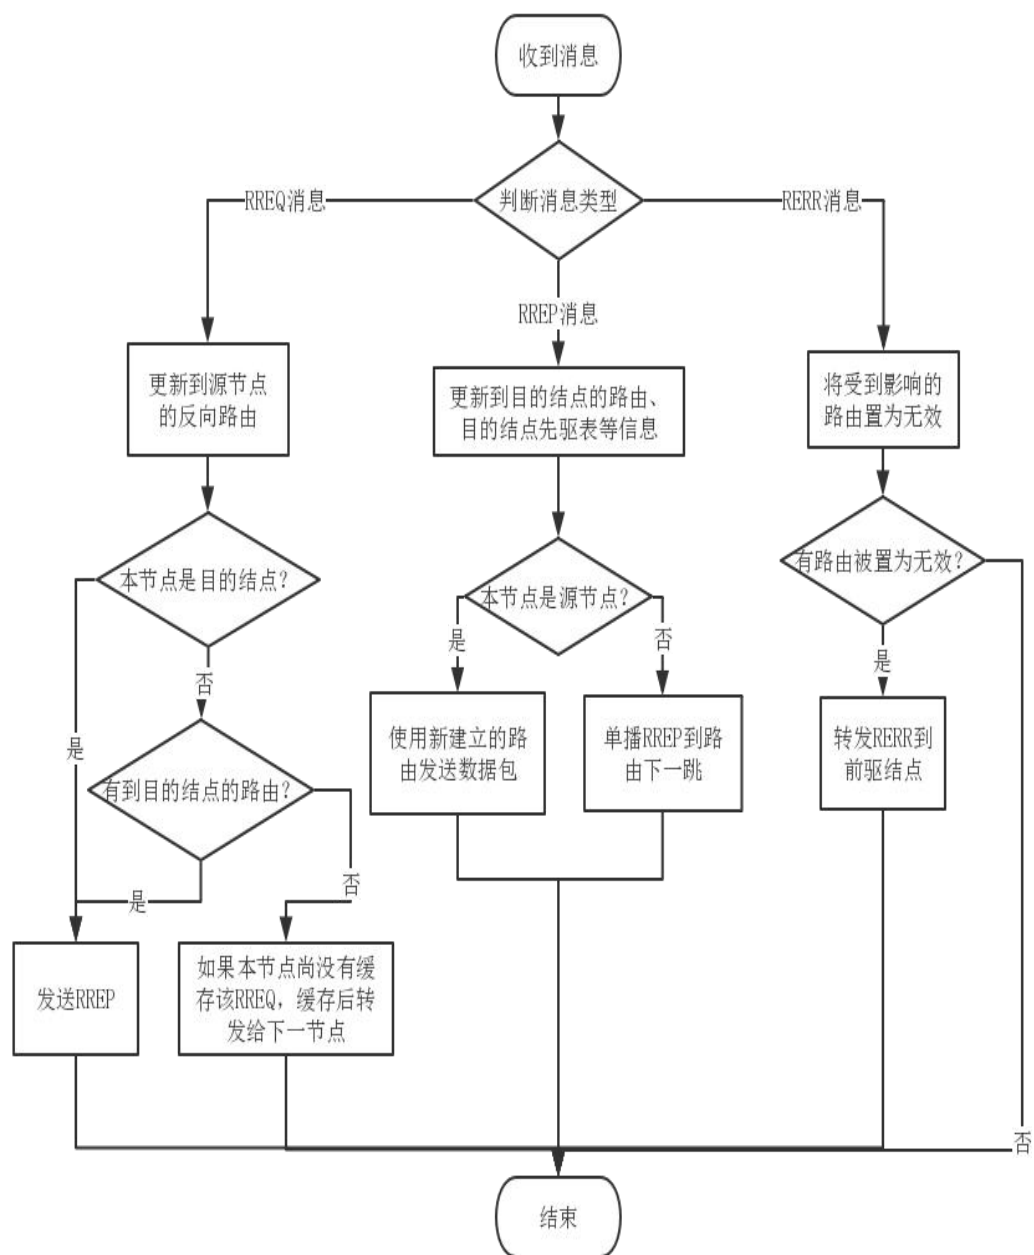 收到消息
判断消息类型
RREQ消息
RERR消息
RREP消息
更新到源节点
的反向路由
更新到目的结点的路由、
目的结点先驱表等信息
将受到影响的
路由置为无效
本节点是目的结点？
本节点是源节点？
有路由被置为无效？
是
否
是
否
是
使用新建立的路
由发送数据包
单播RREP到路
由下一跳
转发RERR到
前驱结点
是
有到目的结点的路由？
是
否
发送RREP
如果本节点尚没有缓
存该RREQ，缓存后转
发给下一节点
否
结束